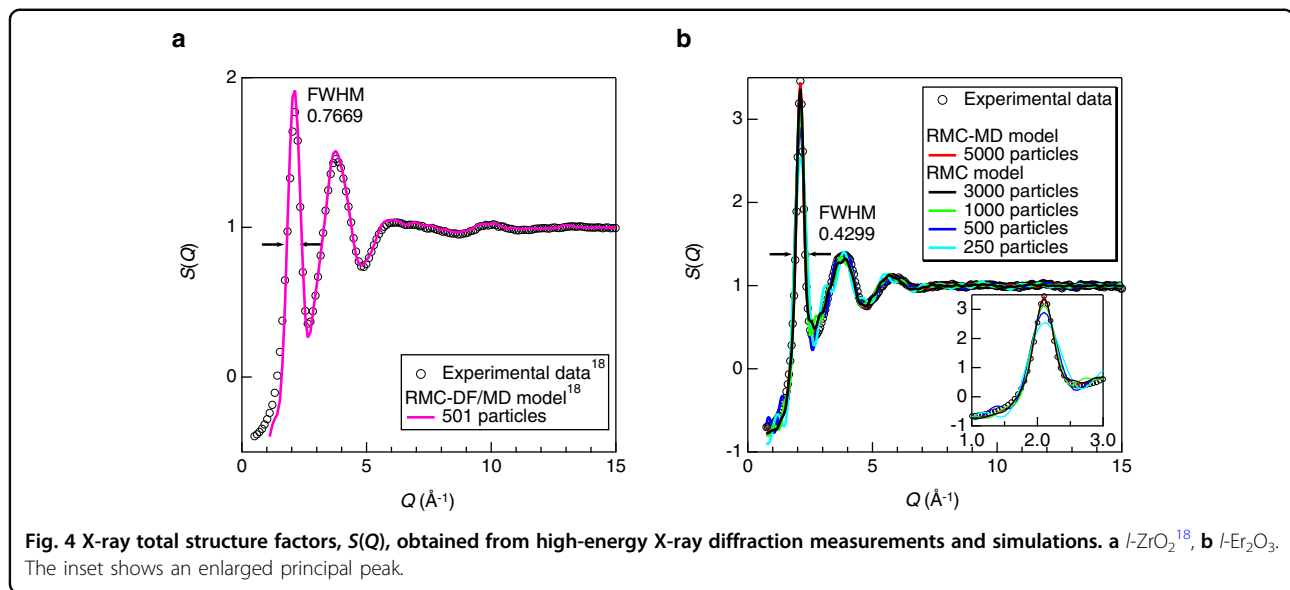 a
2
1
0
S(Q)
FWHM
0.7669
Experimental data18
RMC-DF/MD model18
501 particles
0 5 10 15
Q (Å-1)
b
3
2
1
0
-1
S(Q)
FWHM
0.4299
Experimental data
RMC-MD model
5000 particles
RMC model
3000 particles
1000 particles
500 particles
250 particles
3
2
1
0
-1
1.0 2.0 3.0
0 5 10 15
Q (Å-1)
Fig. 4 X-ray total structure factors, S(Q), obtained from high-energy X-ray diffraction measurements and simulations. a l-ZrO218, b l-Er2O3.
The inset shows an enlarged principal peak.